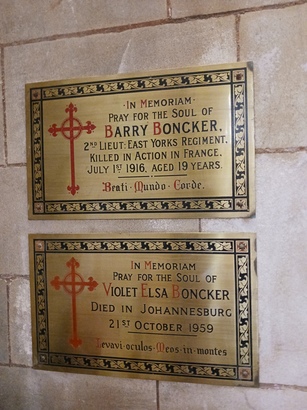 ·In Memoriam·
Pray for the Soul of
Barry Boncker,
2nd Lieut: East Yorks Regiment.
Killed in Action in France,
July 1st 1916, aged 19 years.
Beati·Mundo·Corde.
In Memoriam
Pray for the Soul of
Violet Elsa Boncker
Died in Johannesburg
21st October 1959
Levavi·oculos·Meos·in·montes